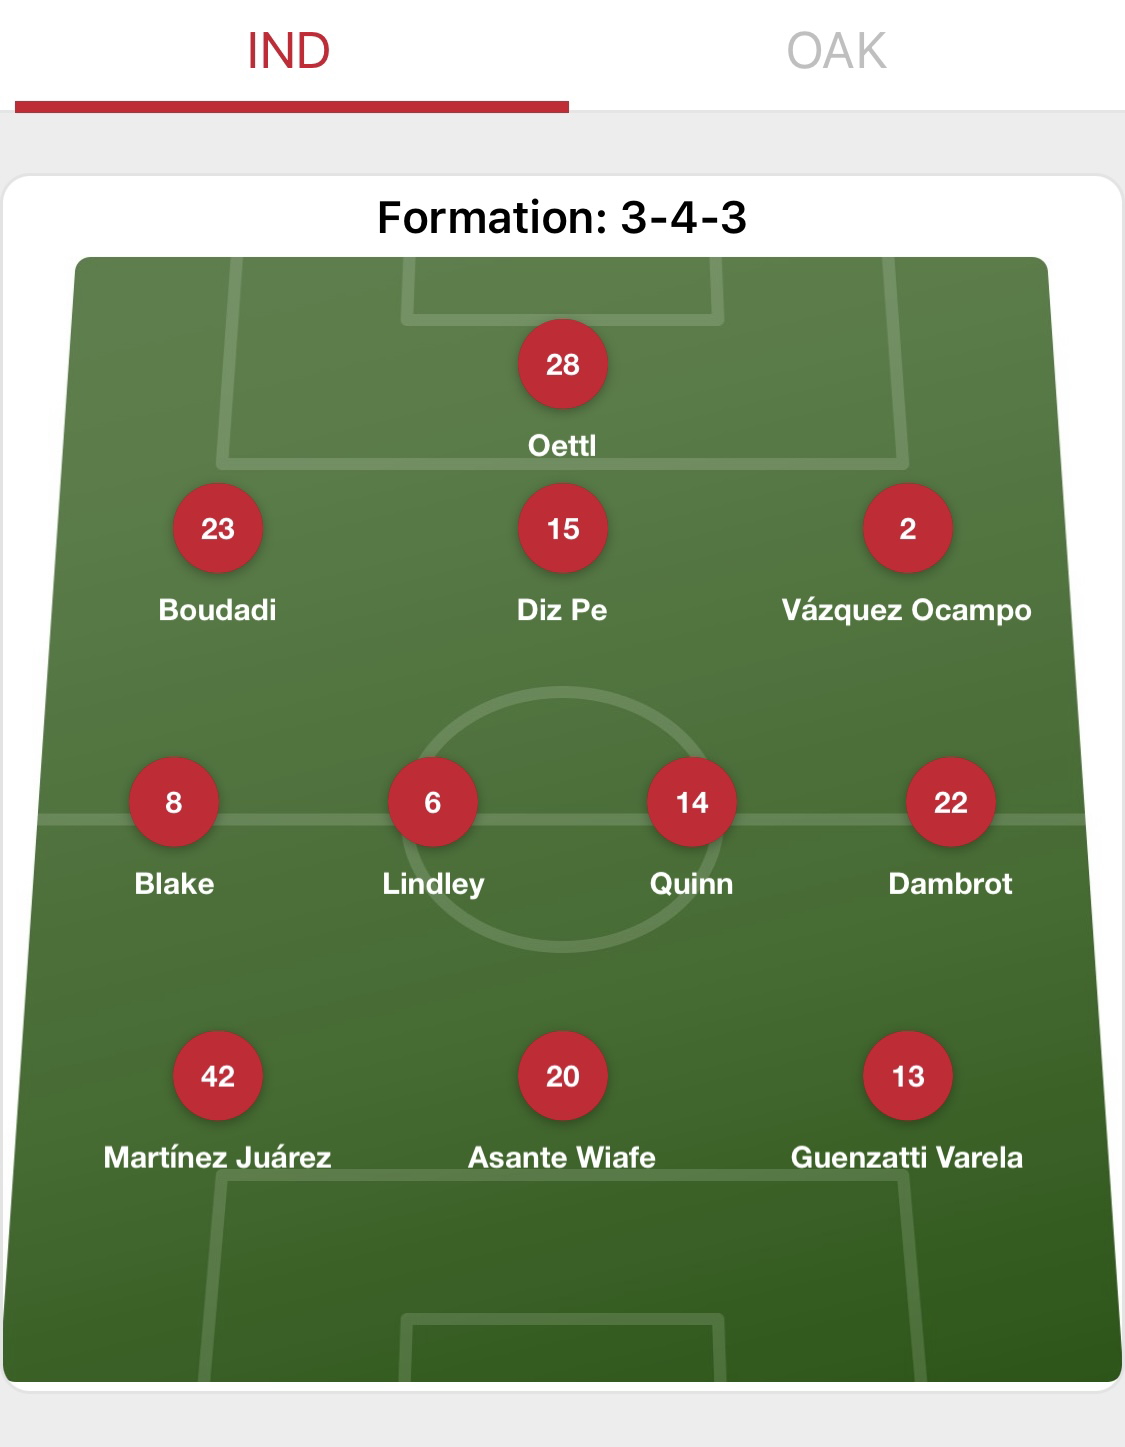 IND OAK
Formation: 3-4-3
28
Oettl
23 15 2
Boudadi Diz Pe Vázquez Ocampo
8 6 14 22
Blake Lindley Quinn Dambrot
42 20 13
Martínez Juárez Asante Wiafe Guenzatti Varela